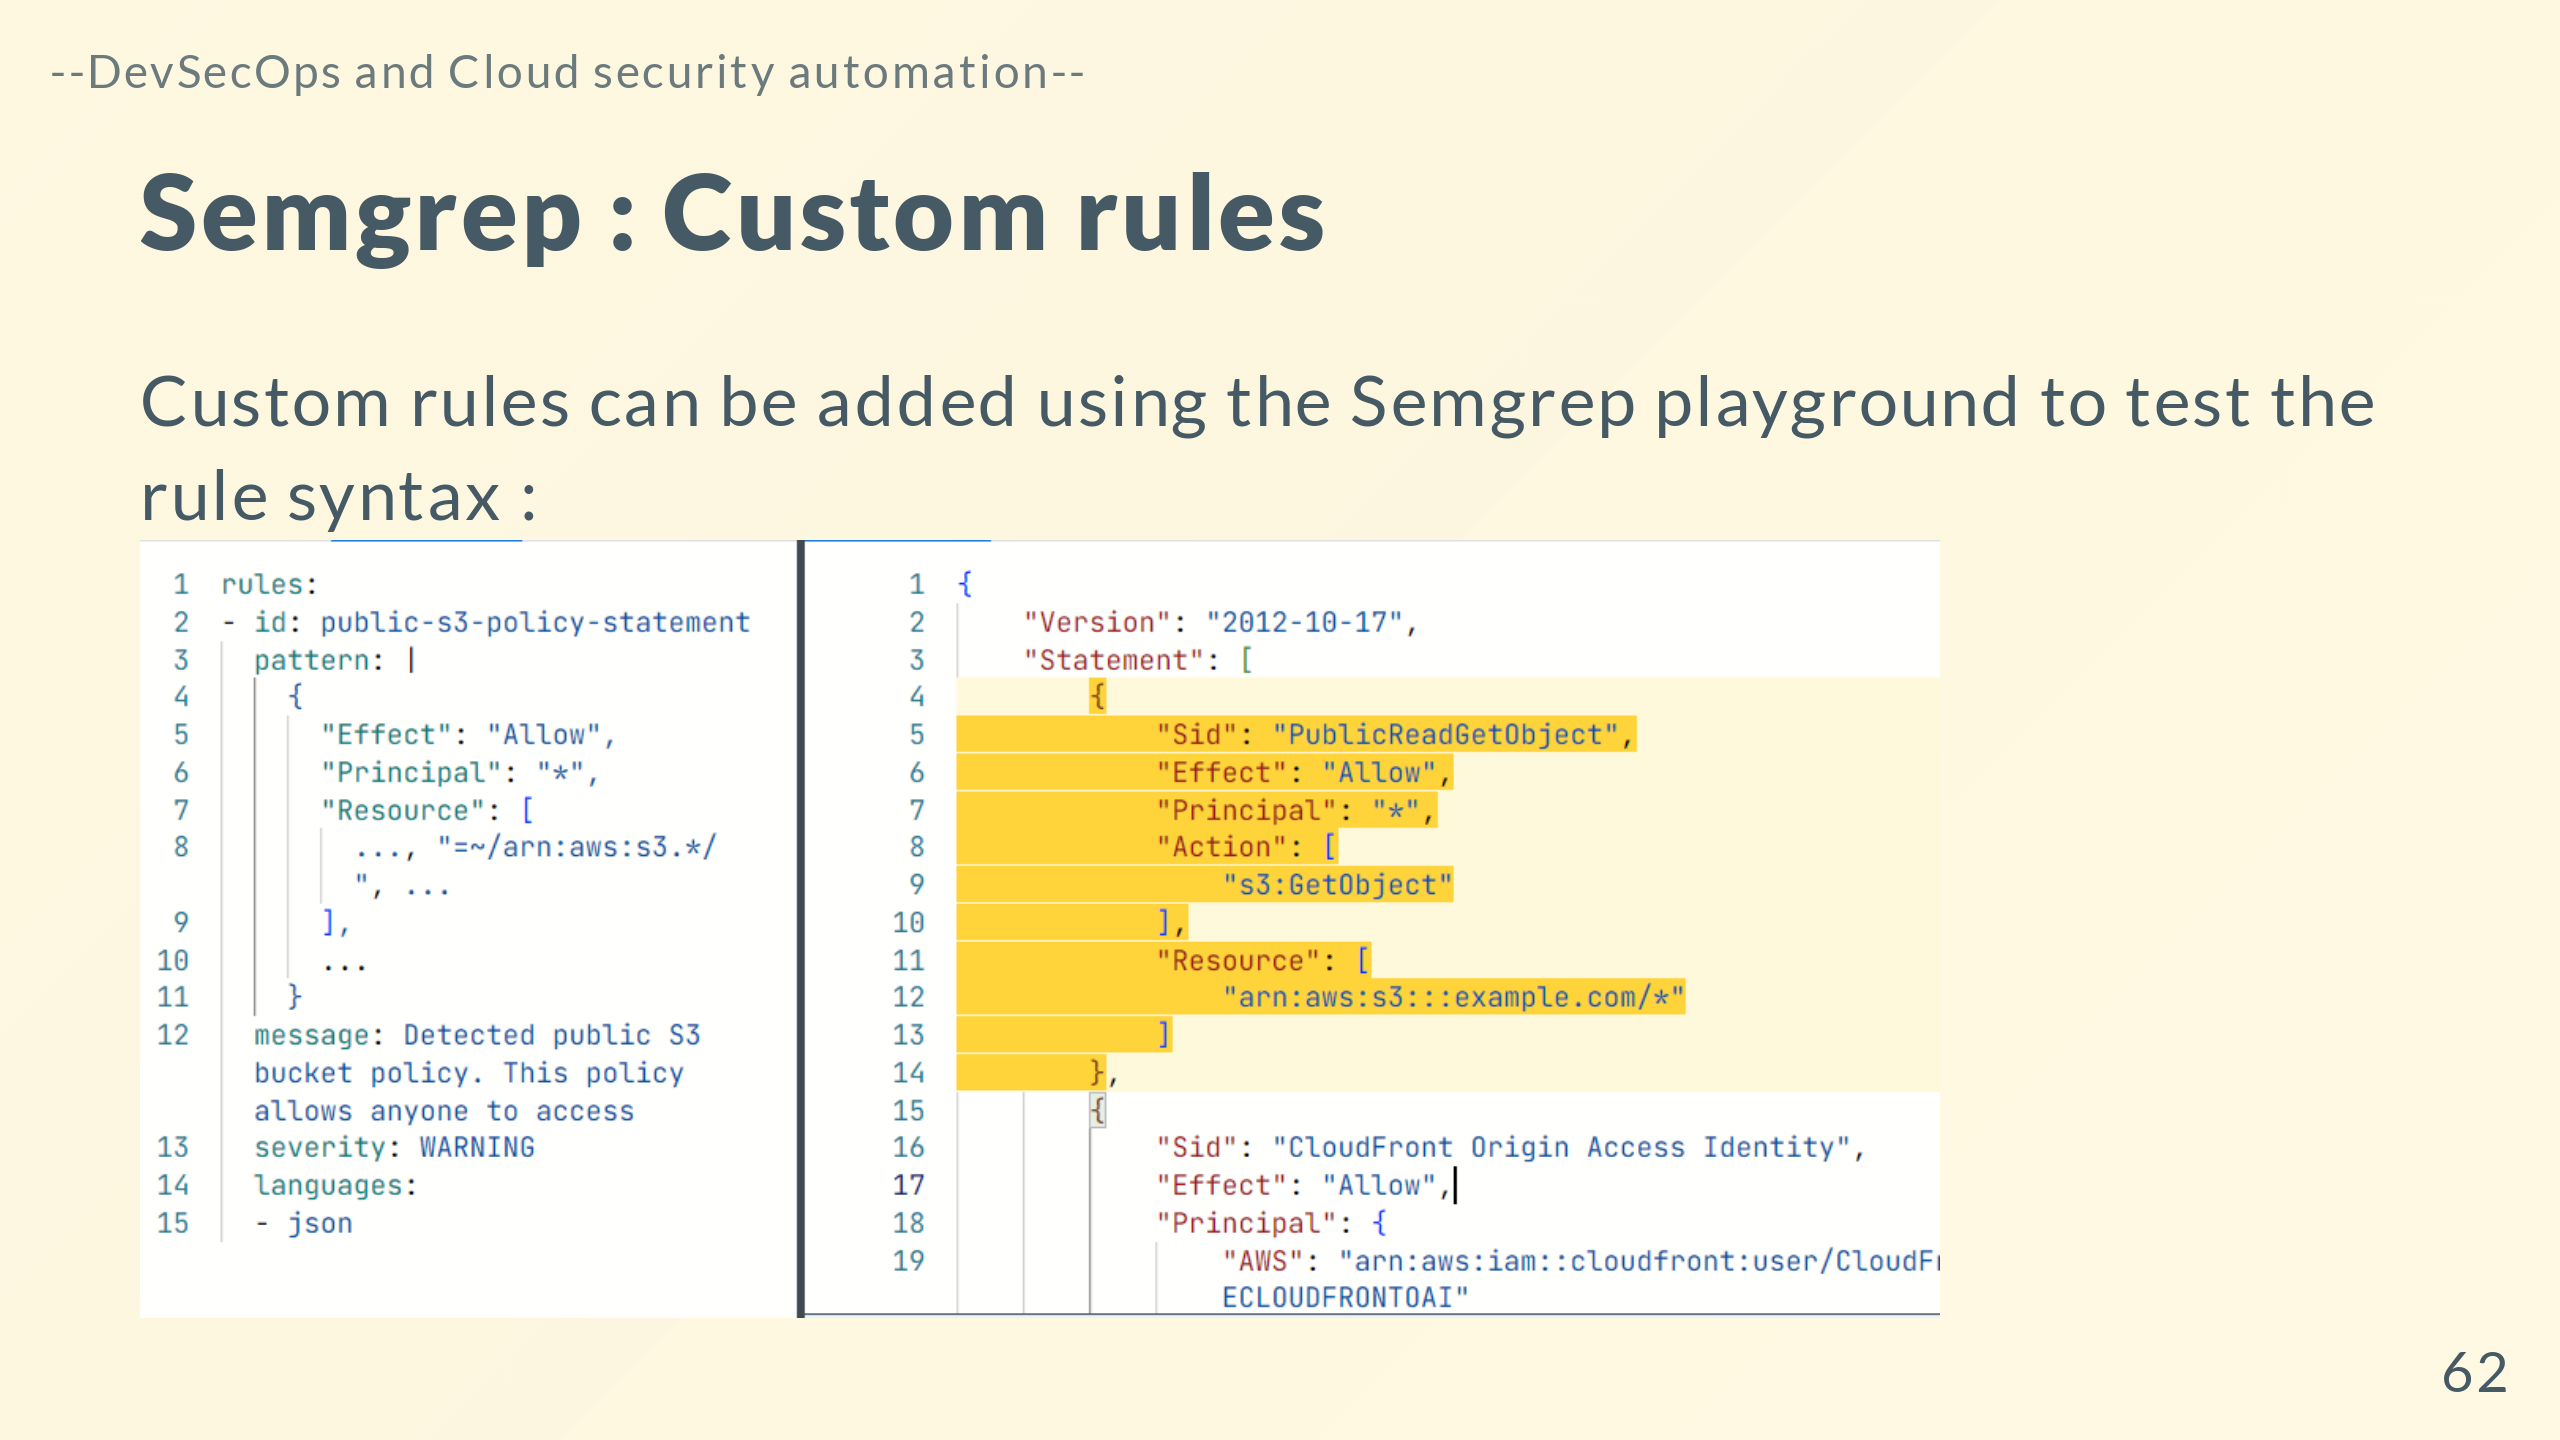 --DevSecOps and Cloud security automation--
Semgrep : Custom rules
Custom rules can be added using the Semgrep playground to test the
rule syntax :
1 rules:
2 - id: public-s3-policy-statement
3 pattern: |
4 {
5 "Effect": "Allow",
6 "Principal": "*",
7 "Resource": [
8 ..., "=~/arn:aws:s3.*/
", ...
9 ],
10 ...
11 }
12 message: Detected public S3
bucket policy. This policy
allows anyone to access
13 severity: WARNING
14 languages:
15 - json
1 {
2 "Version": "2012-10-17",
3 "Statement": [
4 {
5 "Sid": "PublicReadGetObject",
6 "Effect": "Allow",
7 "Principal": "*",
8 "Action": [
9 "s3:GetObject"
10 ],
11 "Resource": [
12 "arn:aws:s3:::example.com/*"
13 ]
14 },
15 {
16 "Sid": "CloudFront Origin Access Identity",
17 "Effect": "Allow",
18 "Principal": {
19 "AWS": "arn:aws:iam::cloudfront:user/CloudF
ECLOUDFRONTOAI"
62